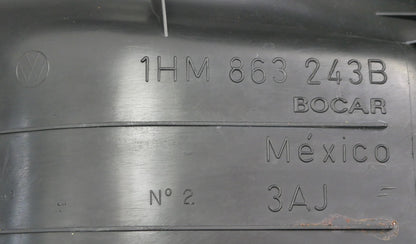 1HM 863 243B
BOCAR
México
Nº 2 3AJ